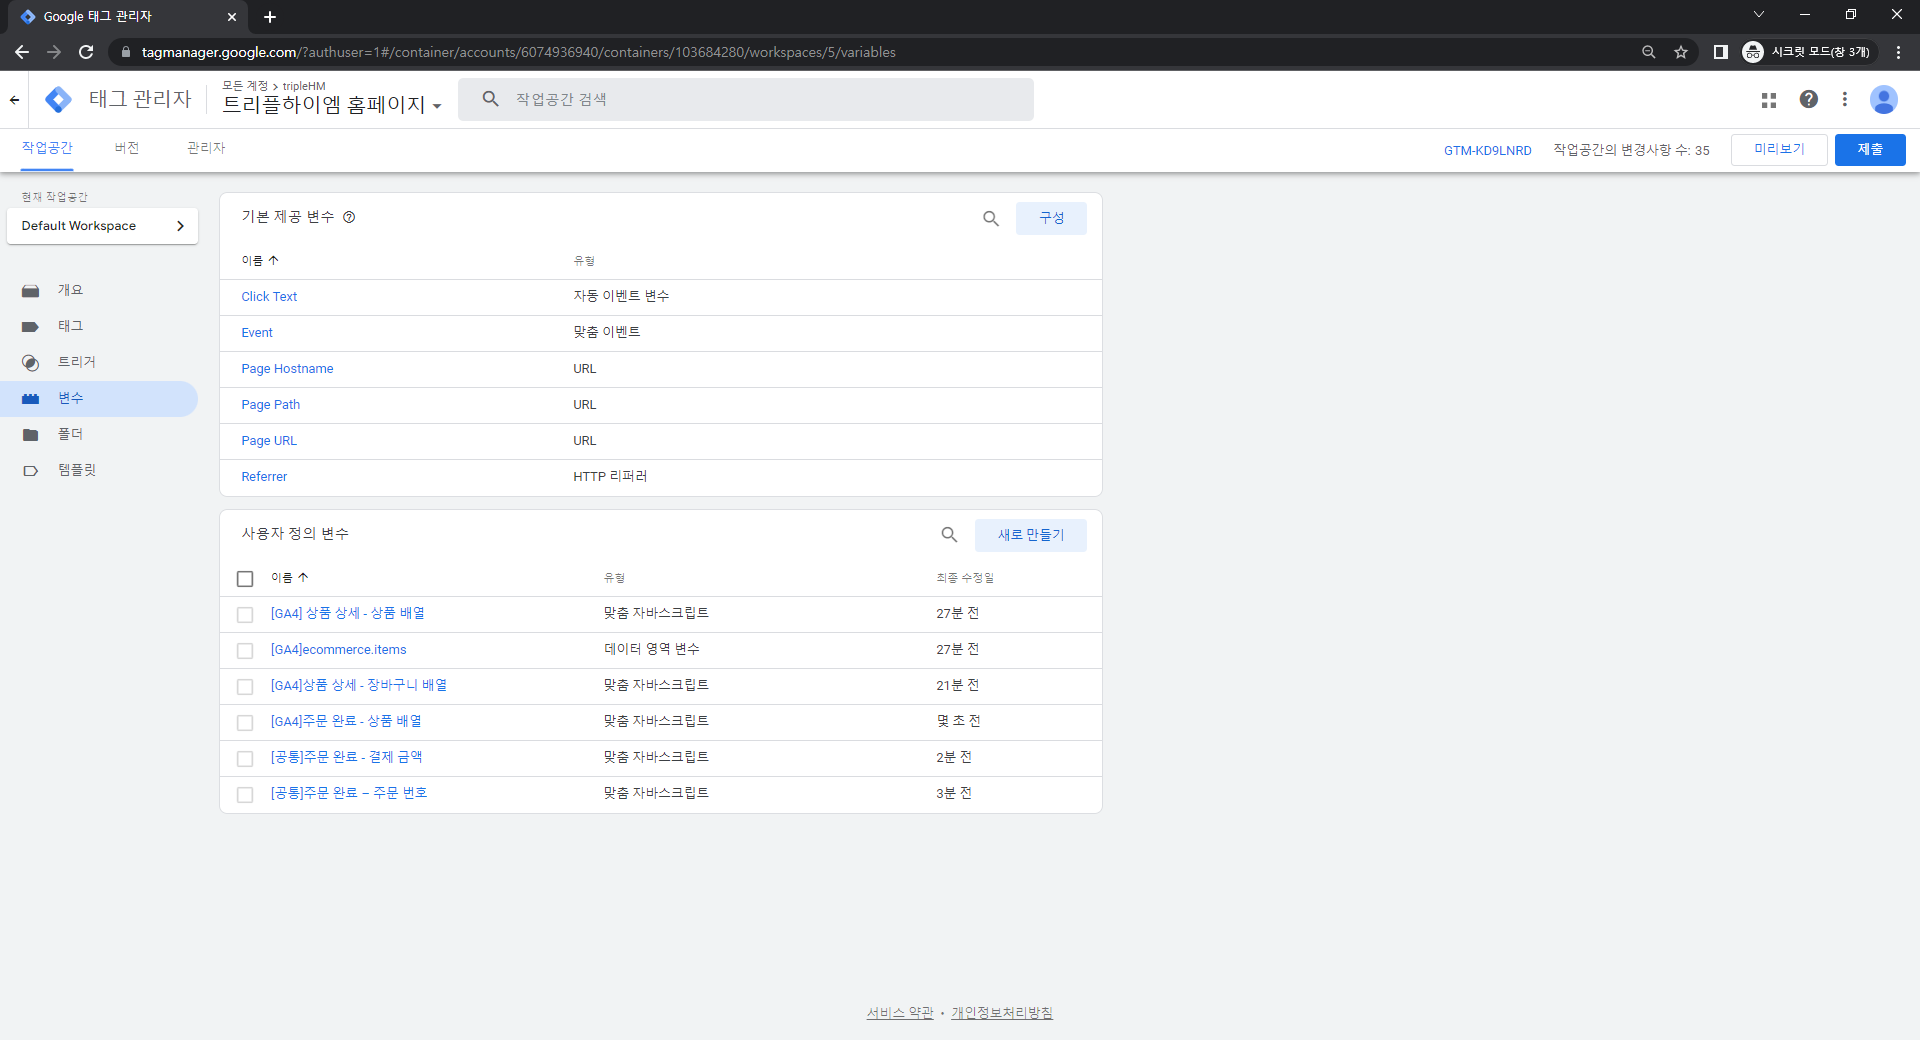 Google 태그 관리자
tagmanager.google.com/?authuser=1#/container/accounts/6074936940/containers/103684280/workspaces/5/variables
시크릿 모드(창 3개)
태그 관리자
모든 계정 > tripleHM
트리플하이엠 홈페이지
작업공간 검색
작업공간 버전 관리자
GTM-KD9LNRD 작업공간의 변경사항 수: 35 미리보기 제출
현재 작업공간
Default Workspace
개요
태그
트리거
변수
폴더
템플릿
기본 제공 변수
구성
이름 유형
Click Text 자동 이벤트 변수
Event 맞춤 이벤트
Page Hostname URL
Page Path URL
Page URL URL
Referrer HTTP 리퍼러
사용자 정의 변수
새로 만들기
이름 유형 최종 수정일
[GA4] 상품 상세 - 상품 배열 맞춤 자바스크립트 27분 전
[GA4]ecommerce.items 데이터 영역 변수 27분 전
[GA4]상품 상세 - 장바구니 배열 맞춤 자바스크립트 21분 전
[GA4]주문 완료 - 상품 배열 맞춤 자바스크립트 몇 초 전
[공통]주문 완료 - 결제 금액 맞춤 자바스크립트 2분 전
[공통]주문 완료 – 주문 번호 맞춤 자바스크립트 3분 전
서비스 약관 • 개인정보처리방침